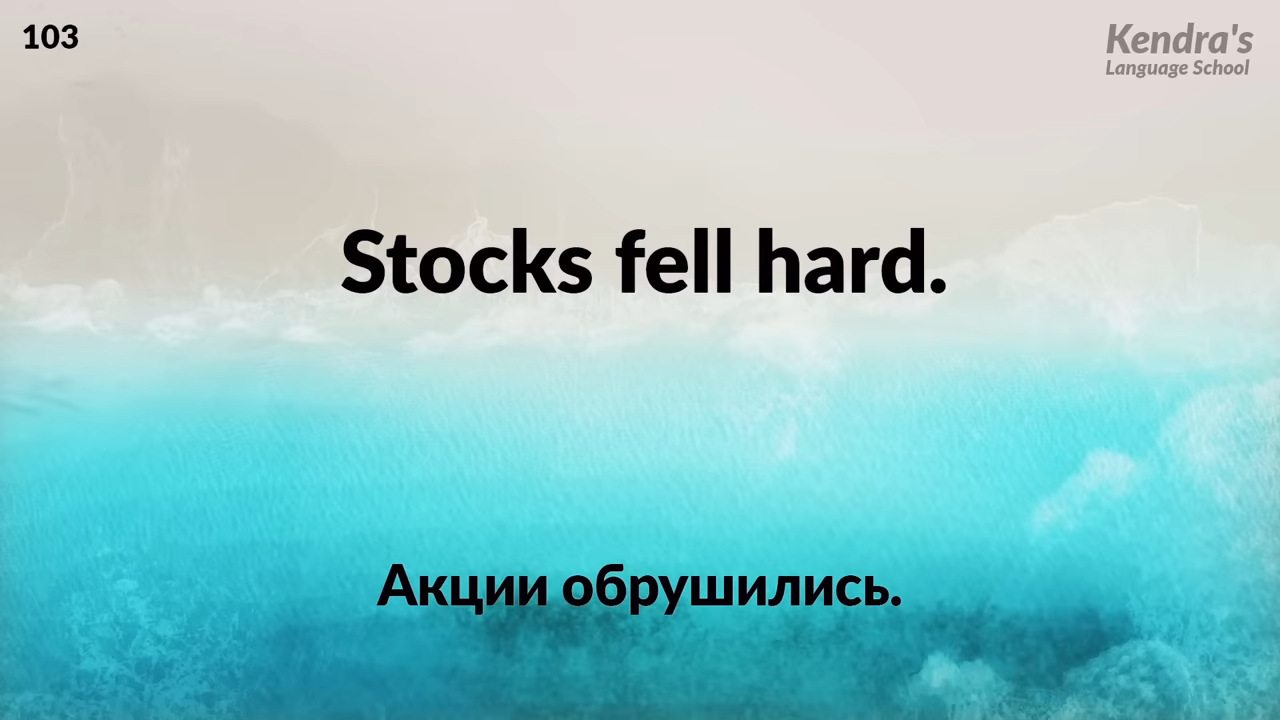 103
Kendra's
Language School
Stocks fell hard.
Акции обрушились.